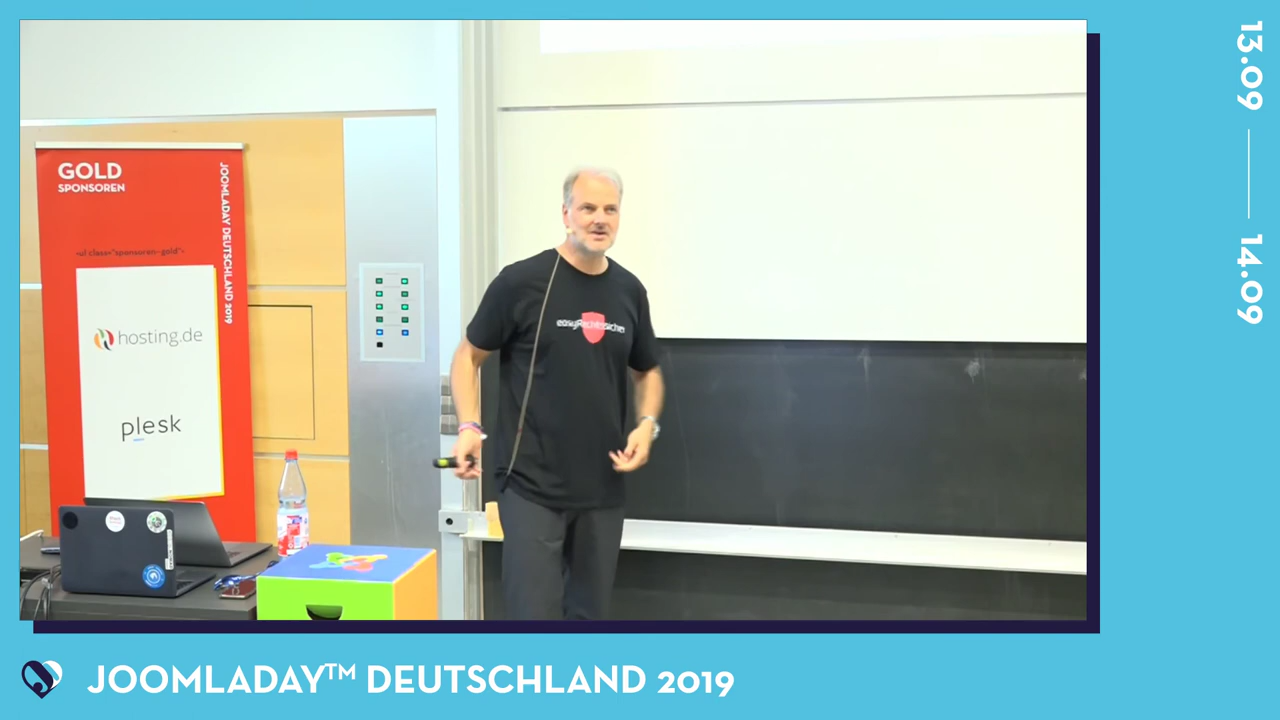 GOLD
SPONSOREN
JOOMLADAY DEUTSCHLAND 2019
<ul class="sponsoren-gold">
hosting.de
plesk
easyRechtssicher
13.09
14.09
JOOMLADAY™ DEUTSCHLAND 2019